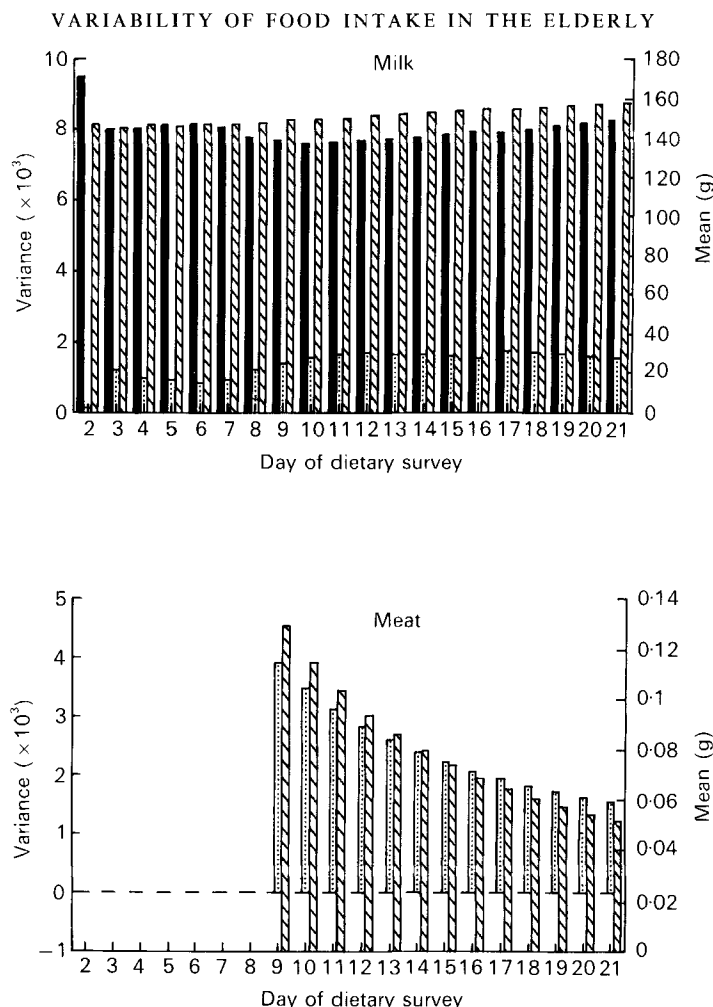 VARIABILITY OF FOOD INTAKE IN THE ELDERLY
Milk
10
8
6
4
2
0
Variance (×10³)
180
160
140
120
100
80
60
40
20
0
Mean (g)
2 3 4 5 6 7 8 9 10 11 12 13 14 15 16 17 18 19 20 21
Day of dietary survey
Meat
5
4
3
2
1
0
−1
Variance (×10³)
0·14
0·12
0·1
0·08
0·06
0·04
0·02
0
Mean (g)
2 3 4 5 6 7 8 9 10 11 12 13 14 15 16 17 18 19 20 21
Day of dietary survey